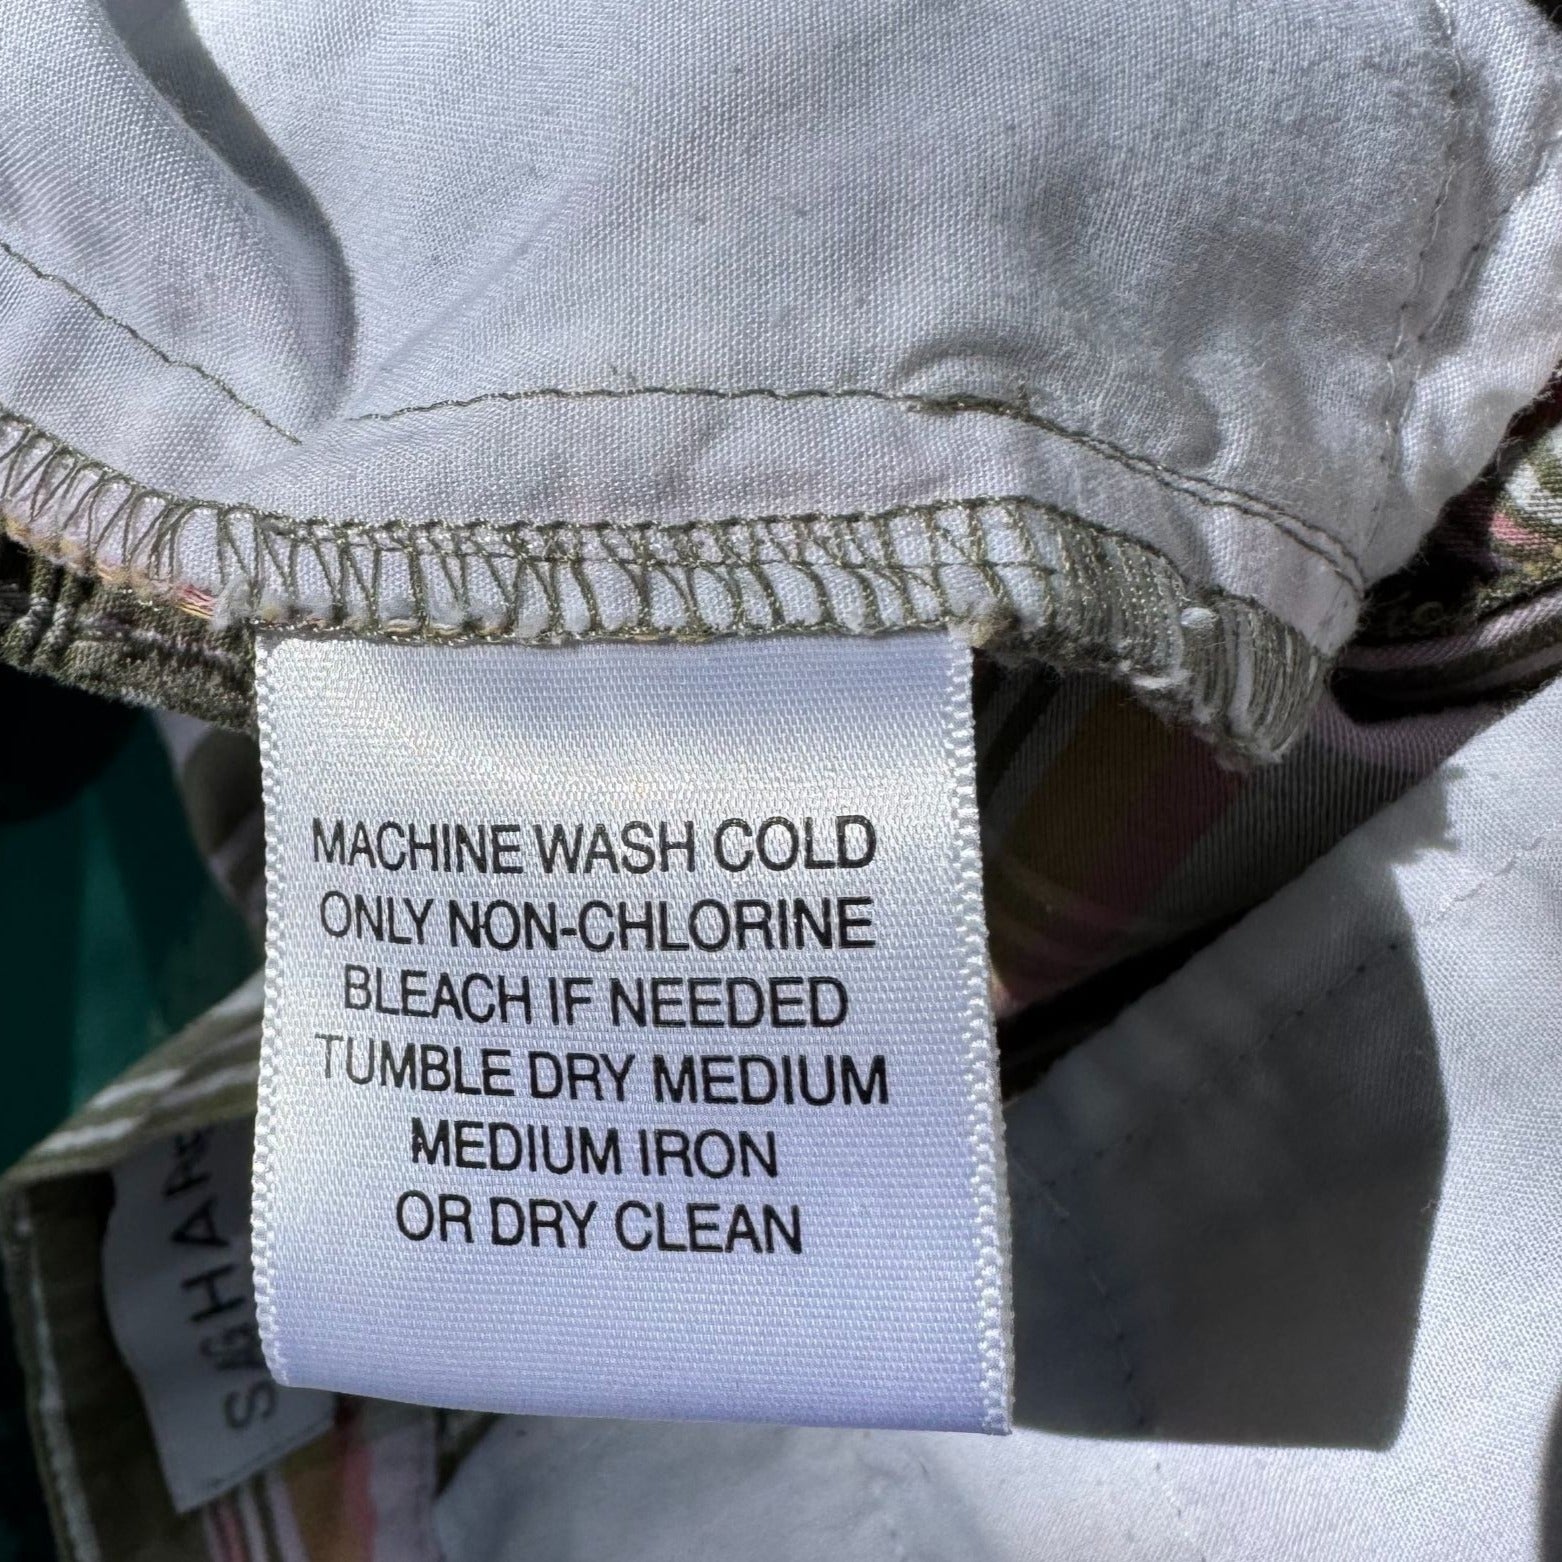 MACHINE WASH COLD
ONLY NON-CHLORINE
BLEACH IF NEEDED
TUMBLE DRY MEDIUM
MEDIUM IRON
OR DRY CLEAN